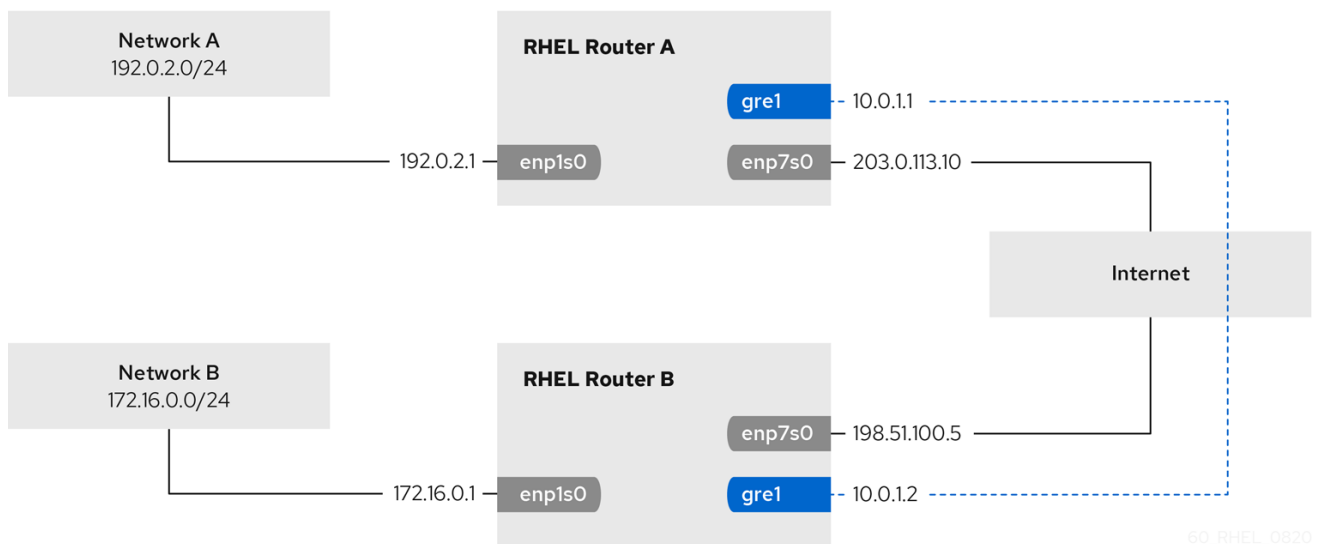 Network A
192.0.2.0/24
RHEL Router A
gre1
10.0.1.1
192.0.2.1
enp1s0
enp7s0
203.0.113.10
Internet
Network B
172.16.0.0/24
RHEL Router B
enp7s0
198.51.100.5
172.16.0.1
enp1s0
gre1
10.0.1.2
60_RHEL_0820